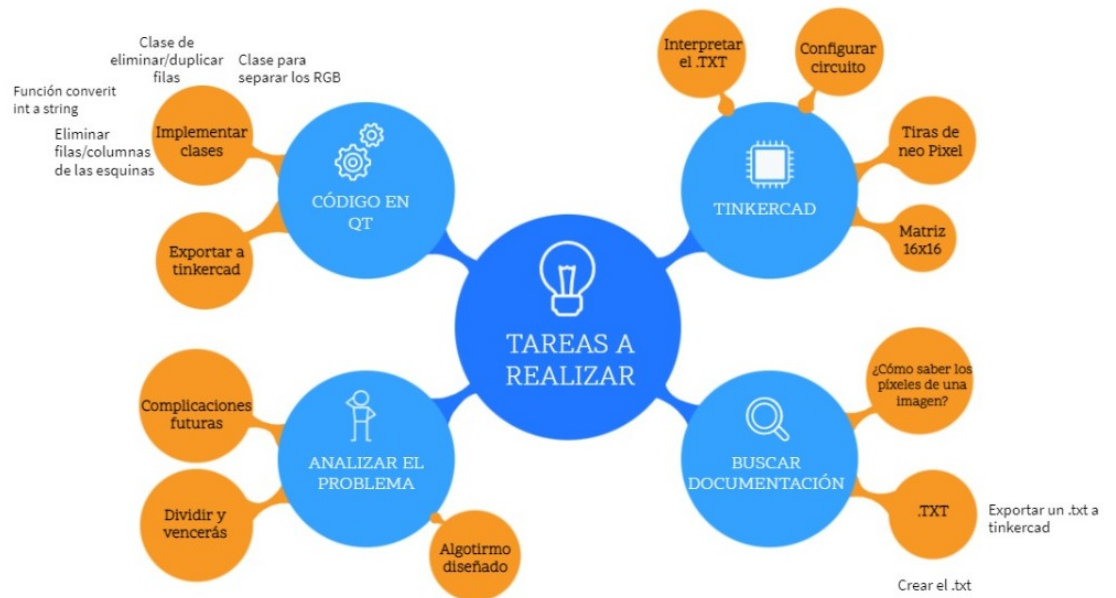 Clase de
eliminar/duplicar
filas
Clase para
separar los RGB
Función converit
int a string
Implementar
clases
Eliminar
filas/columnas
de las esquinas
CÓDIGO EN
QT
Exportar a
tinkercad
Interpretar
el .TXT
Configurar
circuito
Tiras de
neo Pixel
TINKERCAD
Matriz
16x16
TAREAS A
REALIZAR
Complicaciones
futuras
ANALIZAR EL
PROBLEMA
Dividir y
vencerás
Algotirmo
diseñado
¿Cómo saber los
píxeles de una
imagen?
BUSCAR
DOCUMENTACIÓN
.TXT
Exportar un .txt a
tinkercad
Crear el .txt